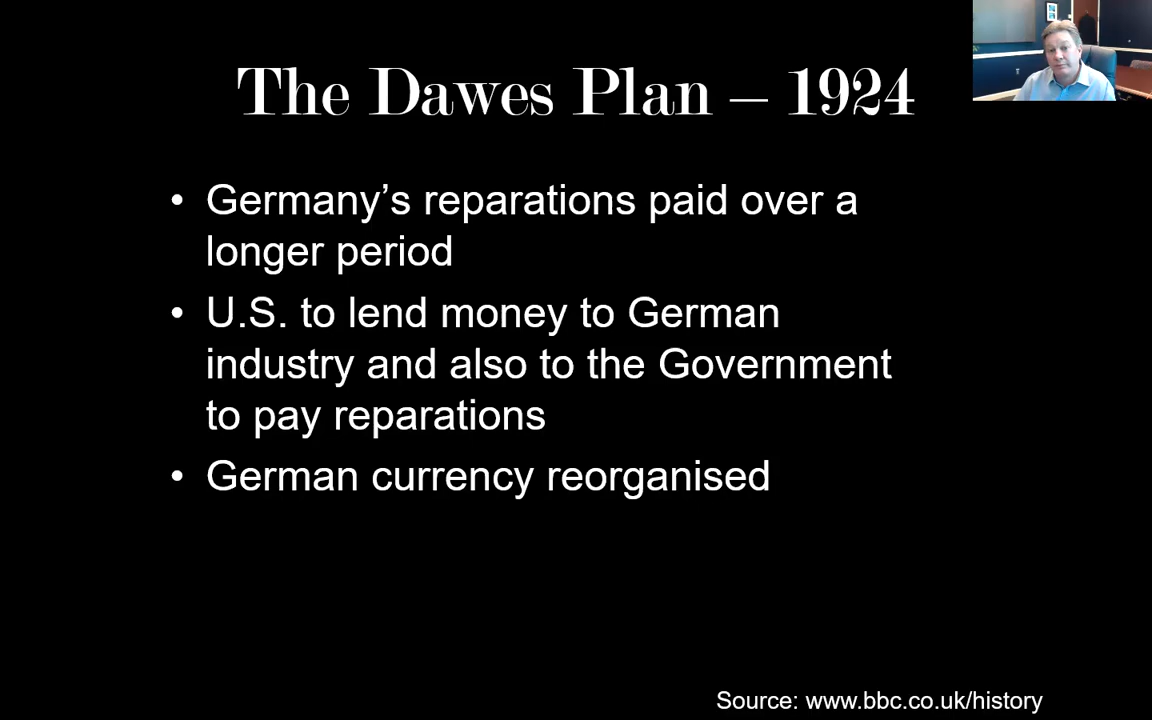 The Dawes Plan – 1924
• Germany’s reparations paid over a
longer period
• U.S. to lend money to German
industry and also to the Government
to pay reparations
• German currency reorganised
Source: www.bbc.co.uk/history